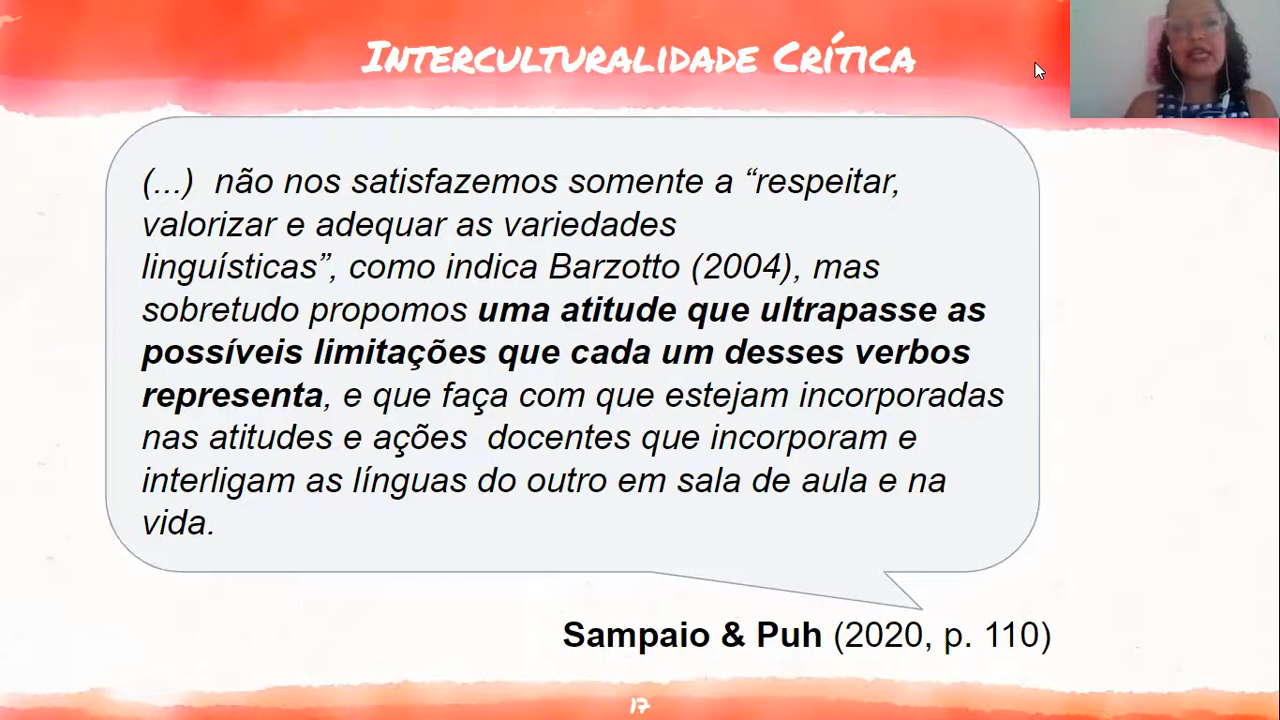 Interculturalidade Crítica
(...) não nos satisfazemos somente a “respeitar,
valorizar e adequar as variedades
linguísticas”, como indica Barzotto (2004), mas
sobretudo propomos uma atitude que ultrapasse as
possíveis limitações que cada um desses verbos
representa, e que faça com que estejam incorporadas
nas atitudes e ações docentes que incorporam e
interligam as línguas do outro em sala de aula e na
vida.
Sampaio & Puh (2020, p. 110)
17